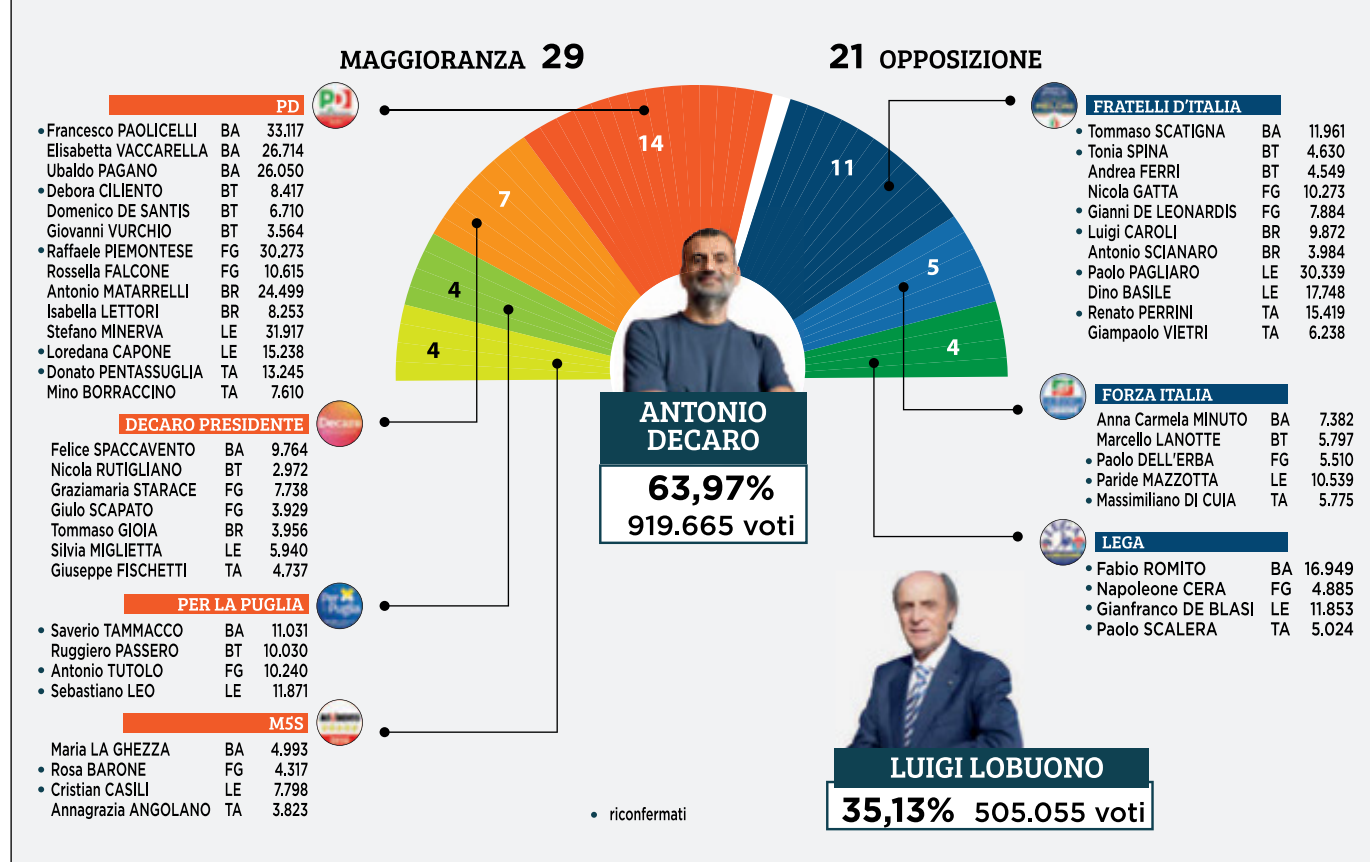 MAGGIORANZA 29
21 OPPOSIZIONE
PD
• Francesco PAOLICELLI BA 33.117
Elisabetta VACCARELLA BA 26.714
Ubaldo PAGANO BA 26.050
• Debora CILIENTO BT 8.417
Domenico DE SANTIS BT 6.710
Giovanni VURCHIO BT 3.564
• Raffaele PIEMONTESE FG 30.273
Rossella FALCONE FG 10.615
Antonio MATARRELLI BR 24.499
Isabella LETTORI BR 8.253
Stefano MINERVA LE 31.917
• Loredana CAPONE LE 15.238
• Donato PENTASSUGLIA TA 13.245
Mino BORRACCINO TA 7.610
DECARO PRESIDENTE
Decaro
Felice SPACCAVENTO BA 9.764
Nicola RUTIGLIANO BT 2.972
Graziamaria STARACE FG 7.738
Giulo SCAPATO FG 3.929
Tommaso GIOIA BR 3.956
Silvia MIGLIETTA LE 5.940
Giuseppe FISCHETTI TA 4.737
PER LA PUGLIA
• Saverio TAMMACCO BA 11.031
Ruggiero PASSERO BT 10.030
• Antonio TUTOLO FG 10.240
• Sebastiano LEO LE 11.871
M5S
Maria LA GHEZZA BA 4.993
• Rosa BARONE FG 4.317
• Cristian CASILI LE 7.798
Annagrazia ANGOLANO TA 3.823
14
7
4
4
11
5
4
ANTONIO
DECARO
63,97%
919.665 voti
FRATELLI D'ITALIA
• Tommaso SCATIGNA BA 11.961
• Tonia SPINA BT 4.630
Andrea FERRI BT 4.549
Nicola GATTA FG 10.273
• Gianni DE LEONARDIS FG 7.884
• Luigi CAROLI BR 9.872
Antonio SCIANARO BR 3.984
• Paolo PAGLIARO LE 30.339
Dino BASILE LE 17.748
• Renato PERRINI TA 15.419
Giampaolo VIETRI TA 6.238
FORZA ITALIA
Anna Carmela MINUTO BA 7.382
Marcello LANOTTE BT 5.797
• Paolo DELL'ERBA FG 5.510
• Paride MAZZOTTA LE 10.539
• Massimiliano DI CUIA TA 5.775
LEGA
• Fabio ROMITO BA 16.949
• Napoleone CERA FG 4.885
• Gianfranco DE BLASI LE 11.853
• Paolo SCALERA TA 5.024
LUIGI LOBUONO
35,13% 505.055 voti
• riconfermati